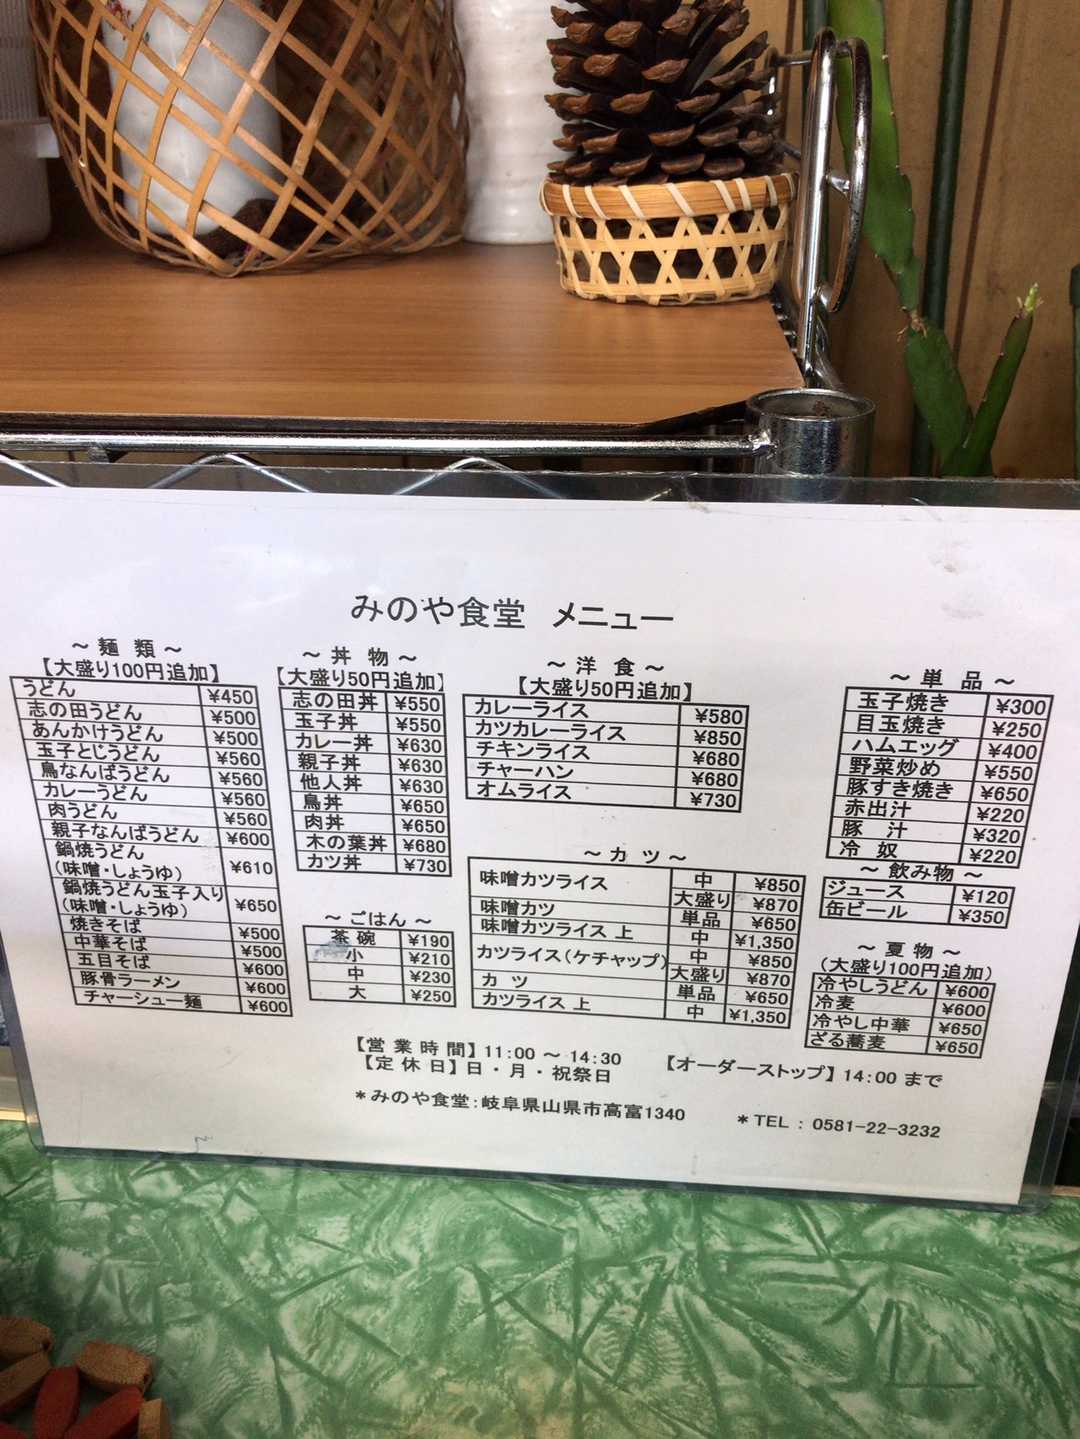 みのや食堂 メニュー
～ 麺 類 ～
【大盛り100円追加】
うどん ¥450
志の田うどん ¥500
あんかけうどん ¥500
玉子とじうどん ¥560
鳥なんばうどん ¥560
カレーうどん ¥560
肉うどん ¥560
親子なんばうどん ¥600
鍋焼うどん
(味噌・しょうゆ) ¥610
鍋焼うどん玉子入り
(味噌・しょうゆ) ¥650
焼きそば ¥500
中華そば ¥500
五目そば ¥600
豚骨ラーメン ¥600
チャーシュー麺 ¥600
～ 丼 物 ～
【大盛り50円追加】
志の田丼 ¥550
玉子丼 ¥550
カレー丼 ¥630
親子丼 ¥630
他人丼 ¥630
鳥丼 ¥650
肉丼 ¥650
木の葉丼 ¥680
カツ丼 ¥730
～ ごはん ～
茶 碗 ¥190
小 ¥210
中 ¥230
大 ¥250
～ 洋 食 ～
【大盛り50円追加】
カレーライス ¥580
カツカレーライス ¥850
チキンライス ¥680
チャーハン ¥680
オムライス ¥730
～ カ ツ ～
味噌カツライス 中 ¥850
大盛り ¥870
味噌カツ 単品 ¥650
味噌カツライス 上 中 ¥1,350
カツライス(ケチャップ) 中 ¥850
大盛り ¥870
カ ツ 単品 ¥650
カツライス 上 中 ¥1,350
～ 単 品 ～
玉子焼き ¥300
目玉焼き ¥250
ハムエッグ ¥400
野菜炒め ¥550
豚すき焼き ¥650
赤出汁 ¥220
豚 汁 ¥320
冷 奴 ¥220
～ 飲み物 ～
ジュース ¥120
缶ビール ¥350
～ 夏 物 ～
(大盛り100円追加)
冷やしうどん ¥600
冷麦 ¥600
冷やし中華 ¥650
ざる蕎麦 ¥650
【営 業 時 間】 11:00 ～ 14:30
【オーダーストップ】 14:00 まで
【定 休 日】 日・月・祝祭日
＊みのや食堂:岐阜県山県市高富1340
＊TEL : 0581-22-3232